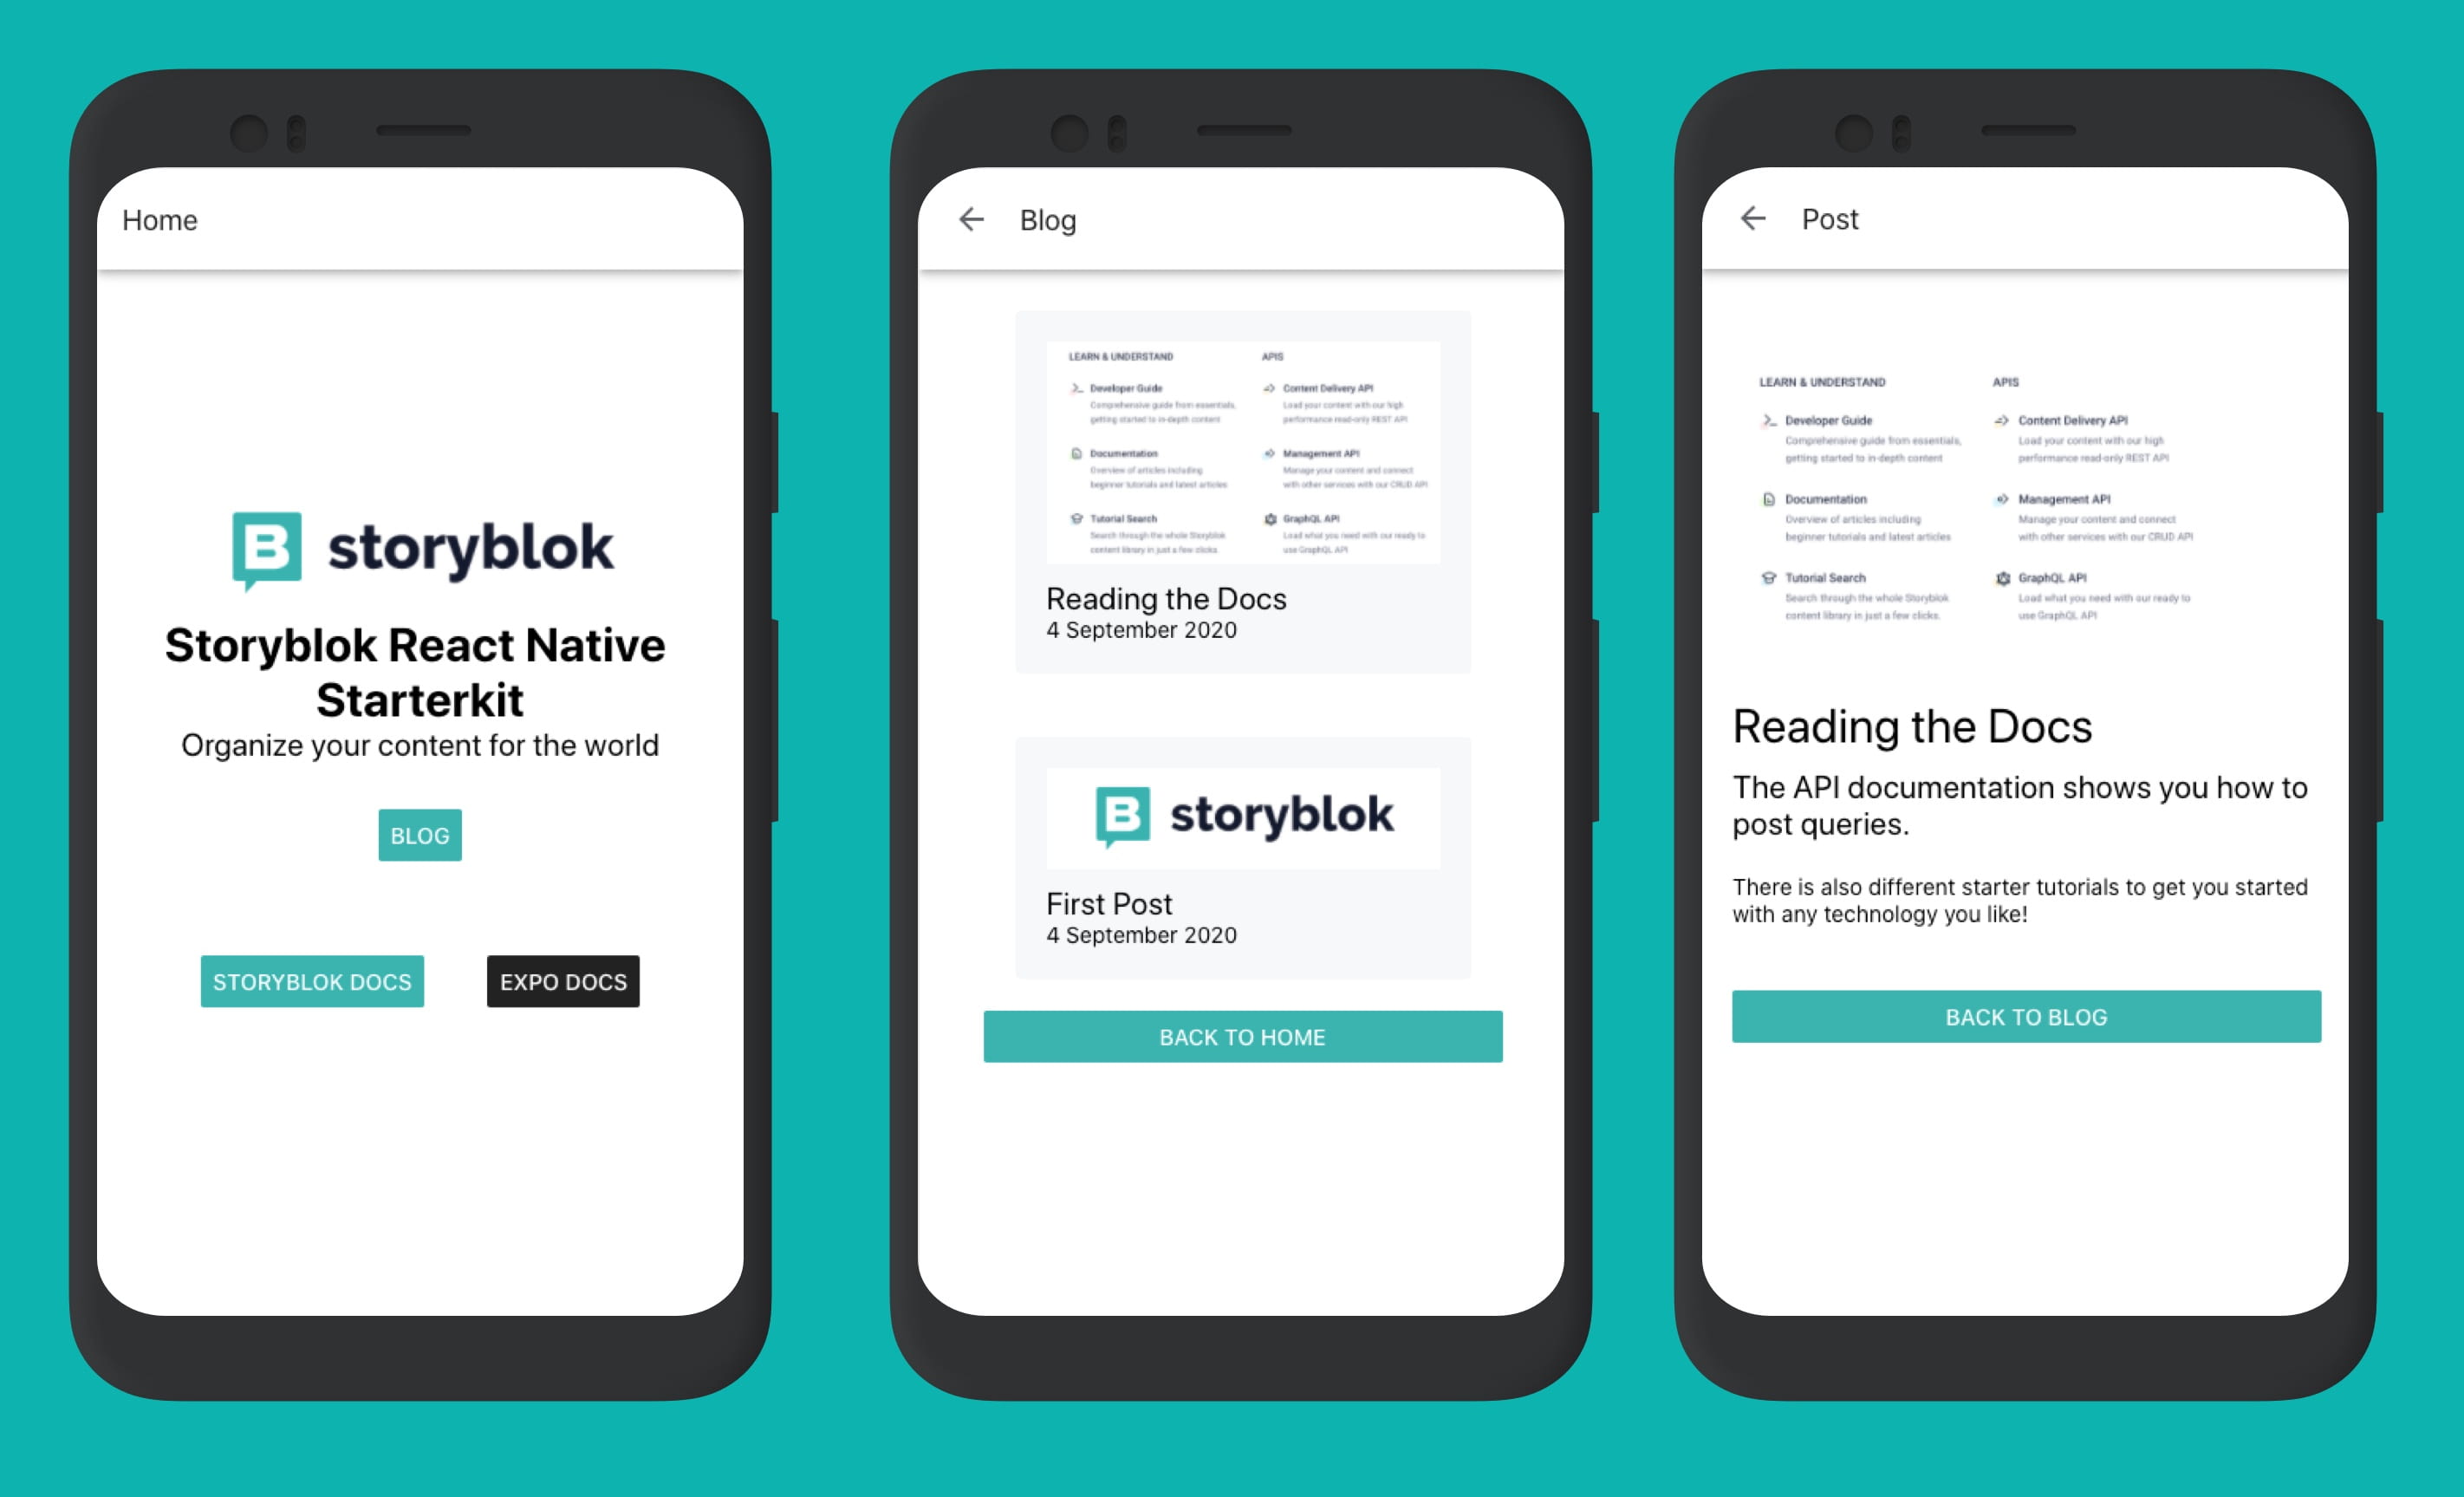 Home
storyblok
Storyblok React Native
Starterkit
Organize your content for the world
BLOG
STORYBLOK DOCS
EXPO DOCS
Blog
LEARN & UNDERSTAND
Developer Guide
Comprehensive guide from essentials,
getting started to in-depth content
Documentation
Overview of articles including
beginner tutorials and latest articles
Tutorial Search
Search through the whole Storyblok
content library in just a few clicks.
APIS
Content Delivery API
Load your content with our high
performance read-only REST API
Management API
Manage your content and connect
with other services with our CRUD API
GraphQL API
Load what you need with our ready to
use GraphQL API
Reading the Docs
4 September 2020
storyblok
First Post
4 September 2020
BACK TO HOME
Post
LEARN & UNDERSTAND
Developer Guide
Comprehensive guide from essentials,
getting started to in-depth content
Documentation
Overview of articles including
beginner tutorials and latest articles
Tutorial Search
Search through the whole Storyblok
content library in just a few clicks.
APIS
Content Delivery API
Load your content with our high
performance read-only REST API
Management API
Manage your content and connect
with other services with our CRUD API
GraphQL API
Load what you need with our ready to
use GraphQL API
Reading the Docs
The API documentation shows you how to
post queries.
There is also different starter tutorials to get you started
with any technology you like!
BACK TO BLOG